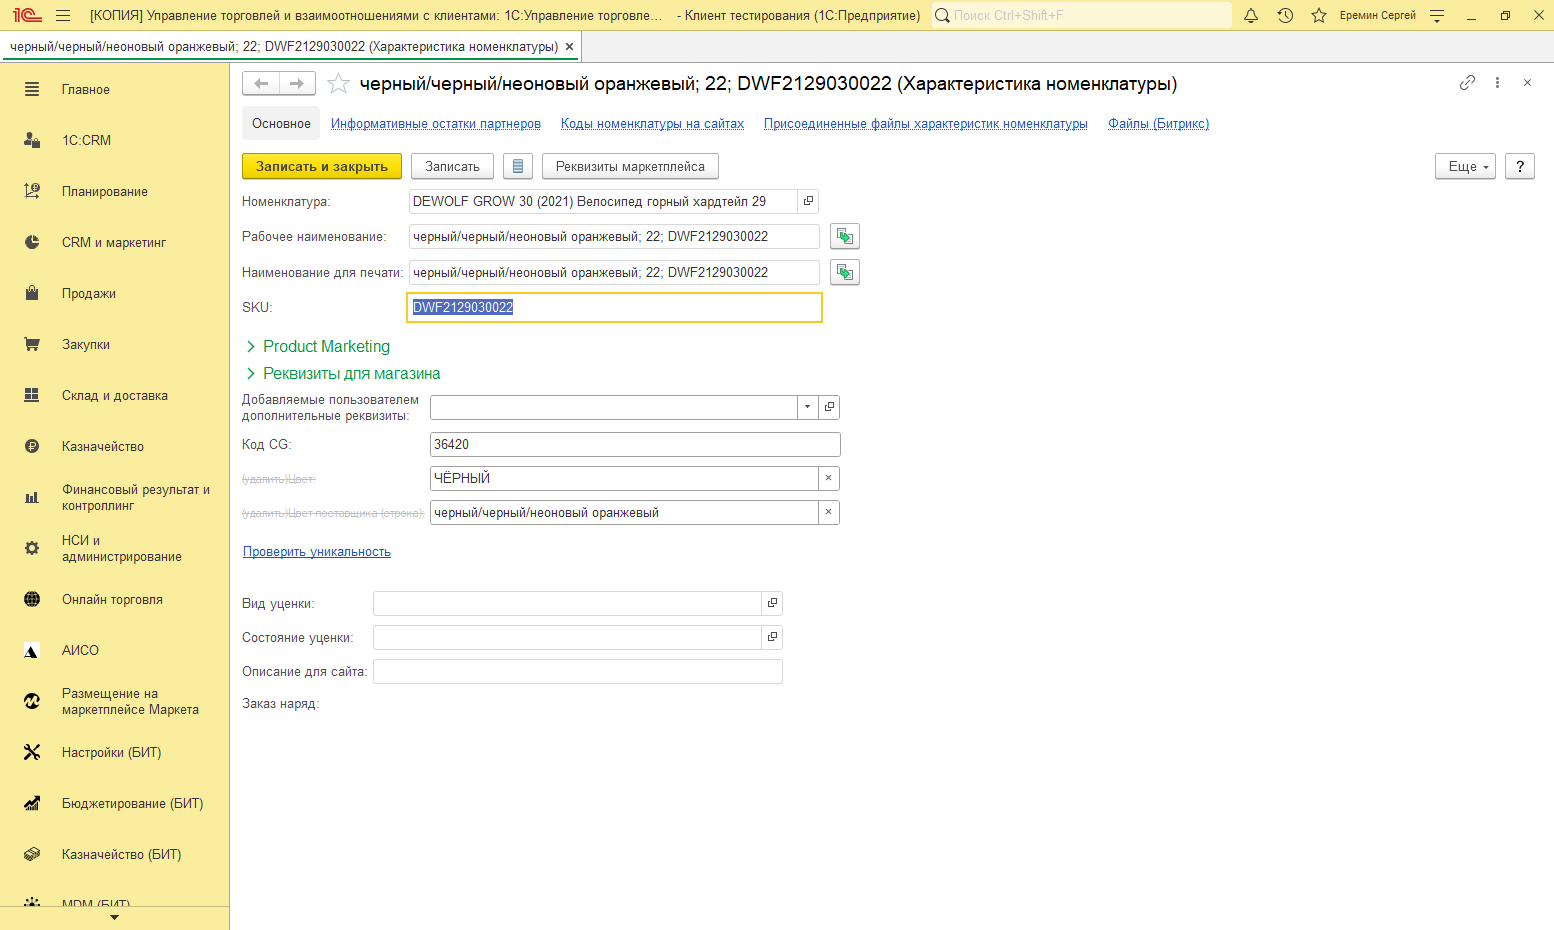 [КОПИЯ] Управление торговлей и взаимоотношениями с клиентами: 1С:Управление торговле... - Клиент тестирования (1С:Предприятие)
Поиск Ctrl+Shift+F
Еремин Сергей
черный/черный/неоновый оранжевый; 22; DWF2129030022 (Характеристика номенклатуры)
Главное
1С:CRM
Планирование
CRM и маркетинг
Продажи
Закупки
Склад и доставка
Казначейство
Финансовый результат и
контроллинг
НСИ и
администрирование
Онлайн торговля
АИСО
Размещение на
маркетплейсе Маркета
Настройки (БИТ)
Бюджетирование (БИТ)
Казначейство (БИТ)
MDM (БИТ)
черный/черный/неоновый оранжевый; 22; DWF2129030022 (Характеристика номенклатуры)
Основное Информативные остатки партнеров Коды номенклатуры на сайтах Присоединенные файлы характеристик номенклатуры Файлы (Битрикс)
Записать и закрыть Записать Реквизиты маркетплейса Еще ?
Номенклатура: DEWOLF GROW 30 (2021) Велосипед горный хардтейл 29
Рабочее наименование: черный/черный/неоновый оранжевый; 22; DWF2129030022
Наименование для печати: черный/черный/неоновый оранжевый; 22; DWF2129030022
SKU: DWF2129030022
Product Marketing
Реквизиты для магазина
Добавляемые пользователем
дополнительные реквизиты:
Код CG: 36420
(удалить)Цвет: ЧЁРНЫЙ
(удалить)Цвет поставщика (строка): черный/черный/неоновый оранжевый
Проверить уникальность
Вид уценки:
Состояние уценки:
Описание для сайта:
Заказ наряд: